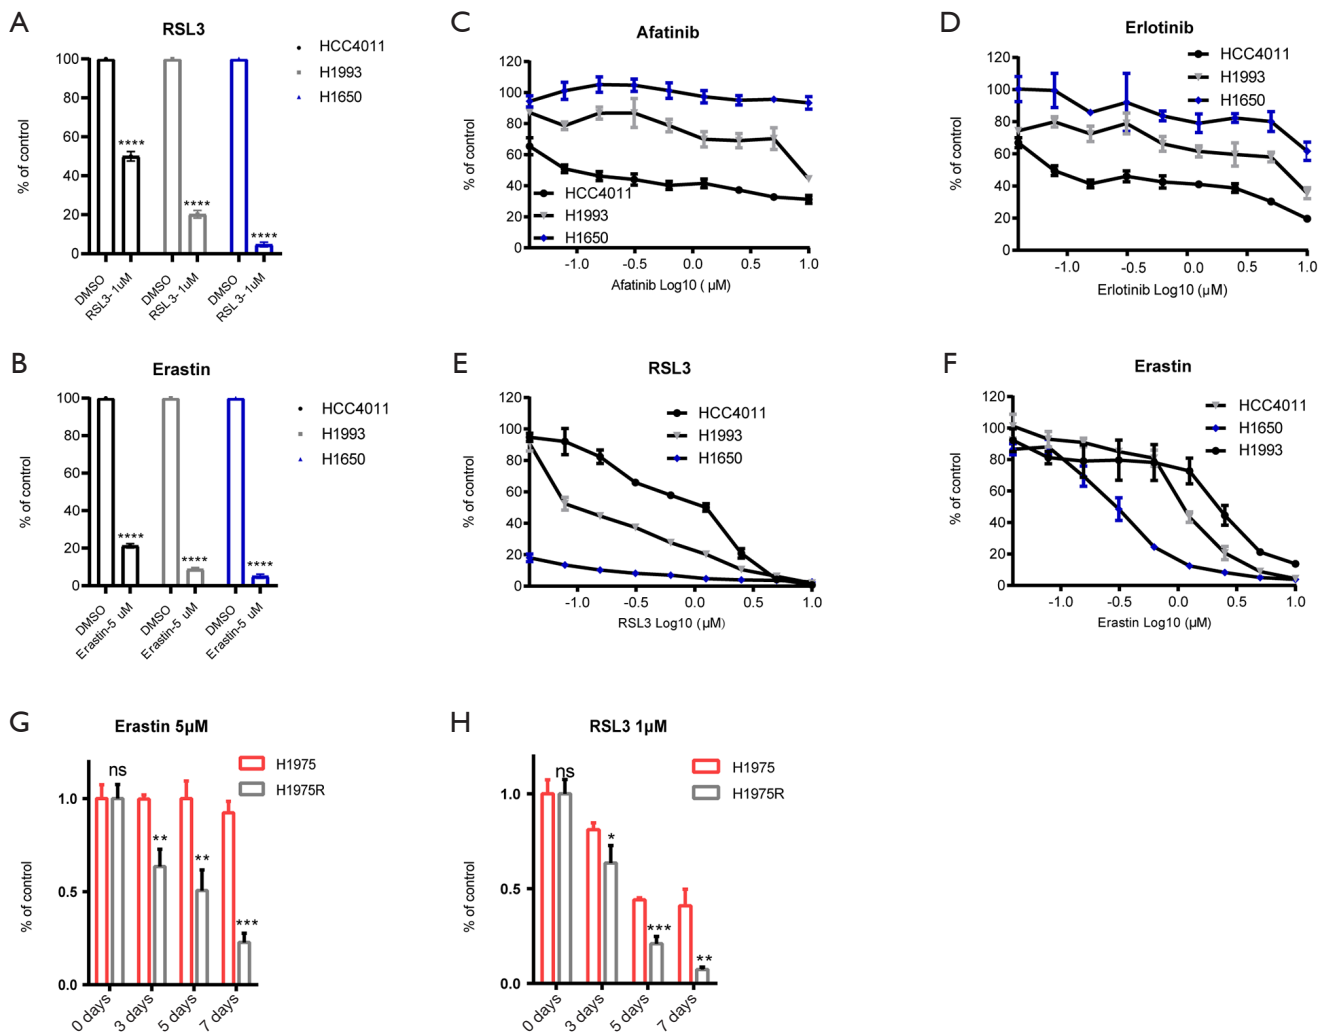 A
RSL3
% of control
100
80
60
40
20
0
****
****
****
DMSO
RSL3-1uM
DMSO
RSL3-1uM
DMSO
RSL3-1uM
HCC4011
H1993
H1650
B
Erastin
% of control
100
80
60
40
20
0
****
****
****
DMSO
Erastin-5 uM
DMSO
Erastin-5 uM
DMSO
Erastin-5 uM
HCC4011
H1993
H1650
C
Afatinib
% of control
120
100
80
60
40
20
0
HCC4011
H1993
H1650
-1.0 -0.5 0.0 0.5 1.0
Afatinib Log10 ( µM)
D
Erlotinib
% of control
120
100
80
60
40
20
0
HCC4011
H1993
H1650
-1.0 -0.5 0.0 0.5 1.0
Erlotinib Log10 (µM)
E
RSL3
% of control
120
100
80
60
40
20
0
HCC4011
H1993
H1650
-1.0 -0.5 0.0 0.5 1.0
RSL3 Log10 (µM)
F
Erastin
% of control
120
100
80
60
40
20
0
HCC4011
H1650
H1993
-1.0 -0.5 0.0 0.5 1.0
Erastin Log10 (µM)
G
Erastin 5µM
% of control
1.0
0.5
0.0
ns
**
**
***
0 days
3 days
5 days
7 days
H1975
H1975R
H
RSL3 1µM
% of control
1.0
0.5
0.0
ns
*
***
**
0 days
3 days
5 days
7 days
H1975
H1975R